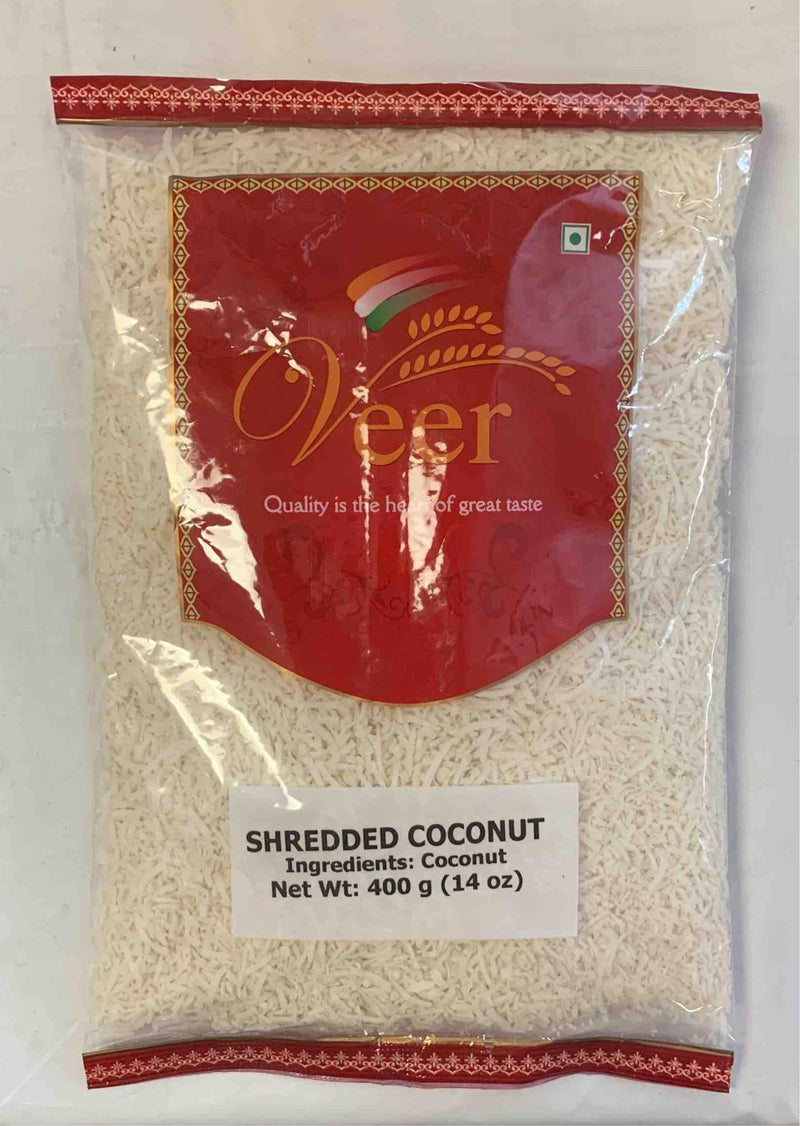 Veer
Quality is the heart of great taste
SHREDDED COCONUT
Ingredients: Coconut
Net Wt: 400 g (14 oz)